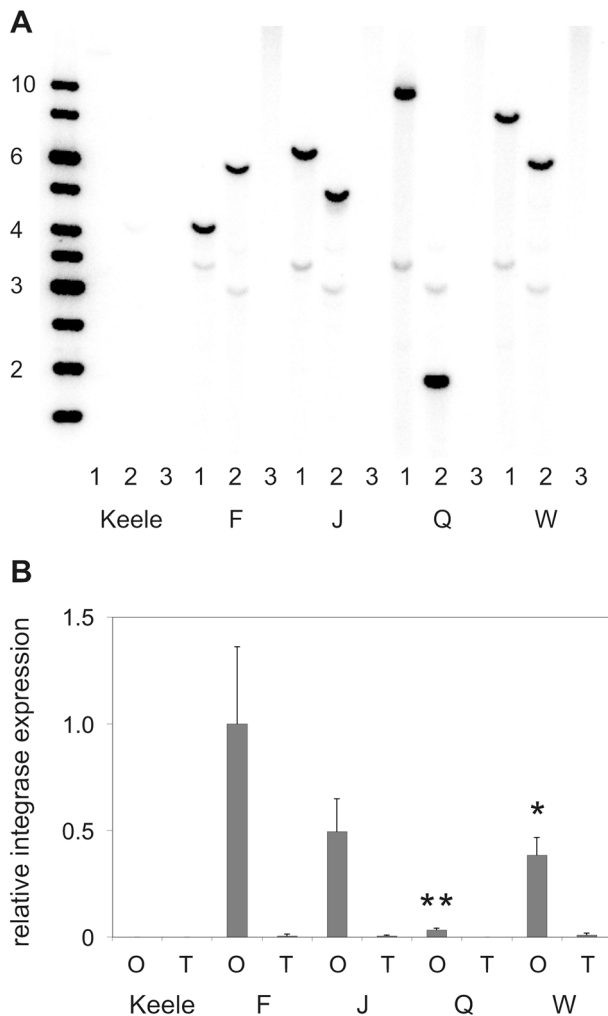 A
10
6
4
3
2
1 2 3 1 2 3 1 2 3 1 2 3 1 2 3
Keele F J Q W
B
relative integrase expression
1.5
1.0
0.5
0
**
*
O T O T O T O T O T
Keele F J Q W